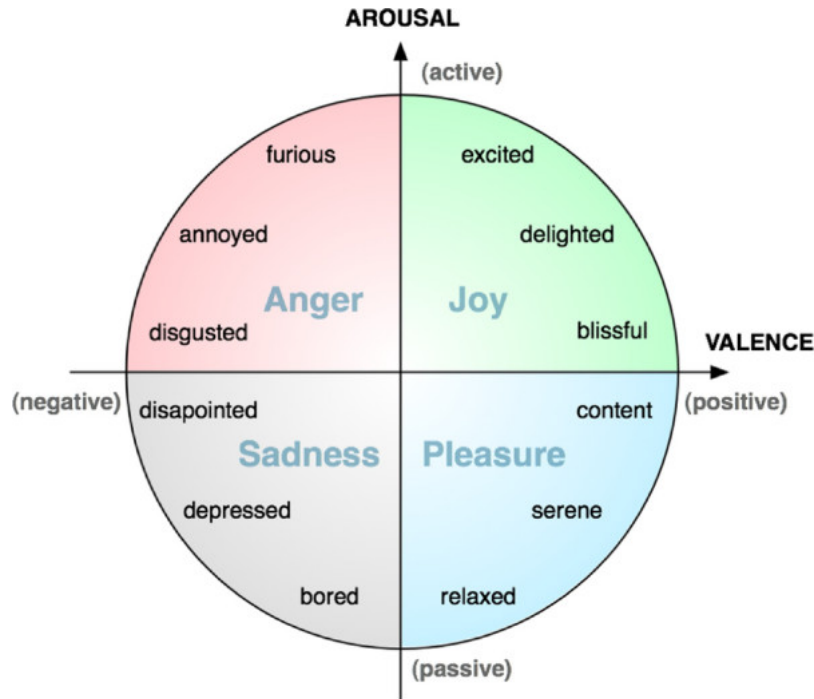 AROUSAL
(active)
furious
excited
annoyed
delighted
Anger
Joy
disgusted
blissful
VALENCE
(negative)
(positive)
disapointed
content
Sadness
Pleasure
depressed
serene
bored
relaxed
(passive)